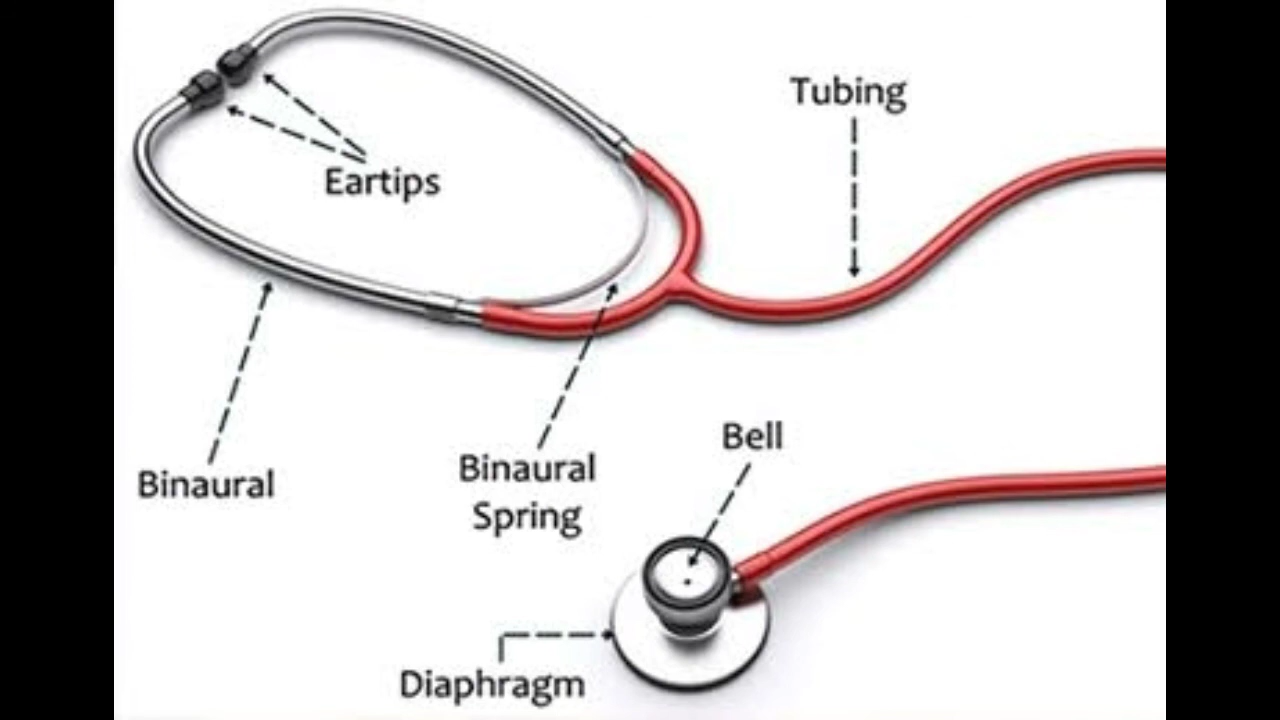 Tubing
Eartips
Bell
Binaural
Spring
Binaural
Diaphragm